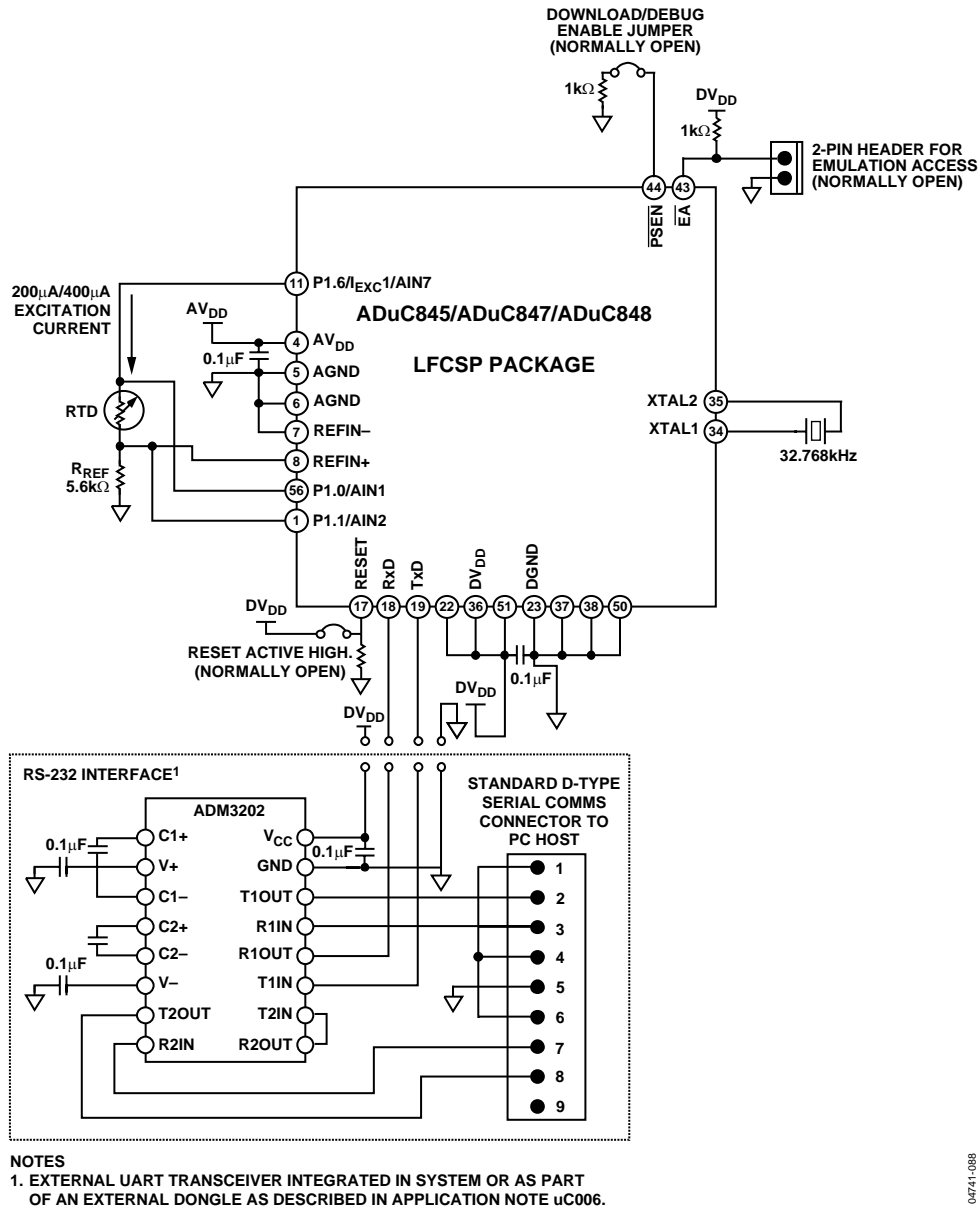 DOWNLOAD/DEBUG
ENABLE JUMPER
(NORMALLY OPEN)
1kΩ
DVDD
1kΩ
2-PIN HEADER FOR
EMULATION ACCESS
(NORMALLY OPEN)
44
43
PSEN
EA
200μA/400μA
EXCITATION
CURRENT
11
P1.6/IEXC1/AIN7
ADuC845/ADuC847/ADuC848
LFCSP PACKAGE
AVDD
4
AVDD
0.1μF
5
AGND
6
AGND
7
REFIN–
8
REFIN+
56
P1.0/AIN1
1
P1.1/AIN2
RTD
RREF
5.6kΩ
XTAL2
35
XTAL1
34
32.768kHz
RESET
RxD
TxD
DVDD
DGND
17
18
19
22
36
51
23
37
38
50
DVDD
RESET ACTIVE HIGH.
(NORMALLY OPEN)
0.1μF
DVDD
DVDD
RS-232 INTERFACE1
STANDARD D-TYPE
SERIAL COMMS
CONNECTOR TO
PC HOST
ADM3202
0.1μF
C1+
V+
C1–
C2+
C2–
0.1μF
V–
T2OUT
R2IN
VCC
0.1μF
GND
T1OUT
R1IN
R1OUT
T1IN
T2IN
R2OUT
1
2
3
4
5
6
7
8
9
NOTES
1. EXTERNAL UART TRANSCEIVER INTEGRATED IN SYSTEM OR AS PART
OF AN EXTERNAL DONGLE AS DESCRIBED IN APPLICATION NOTE uC006.
04741-088